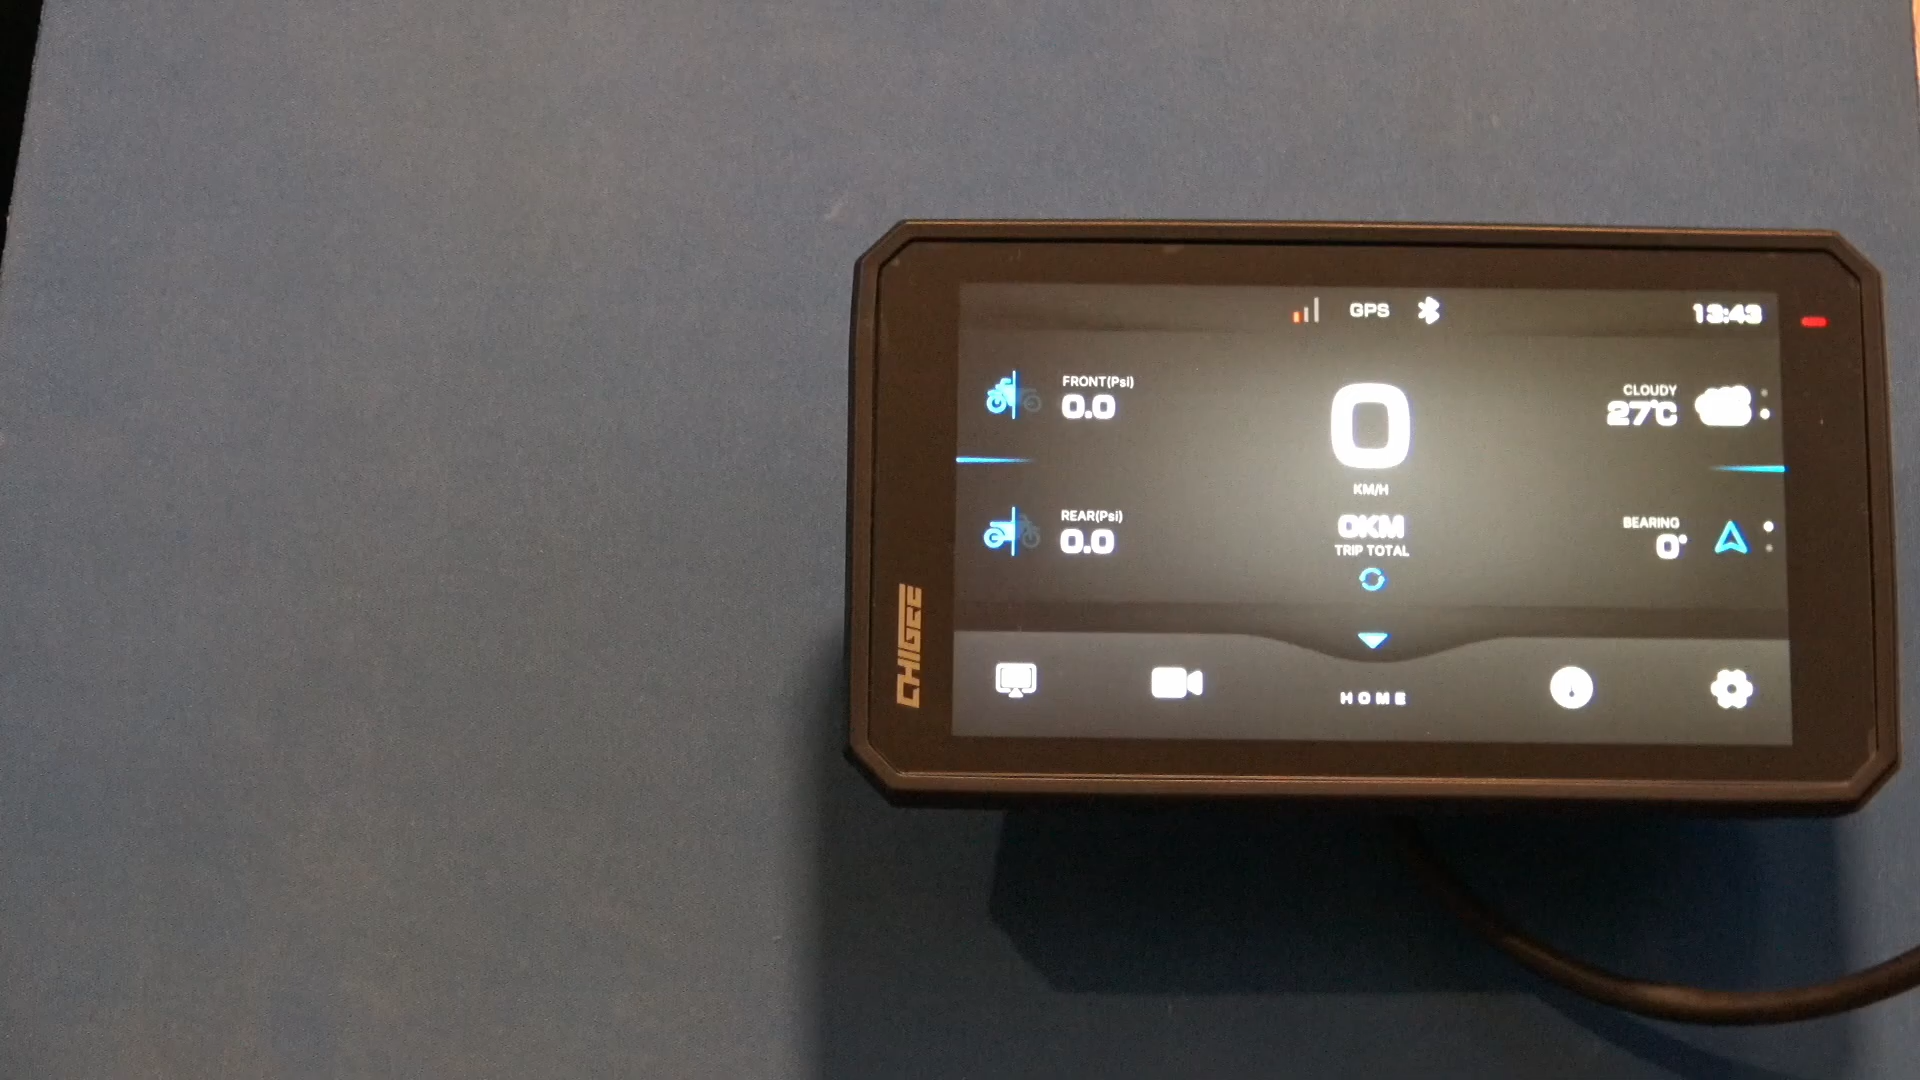 GPS
13:43
FRONT(Psi)
0.0
0
KM/H
CLOUDY
27℃
REAR(Psi)
0.0
0KM
TRIP TOTAL
BEARING
0°
HOME
CHIGEE